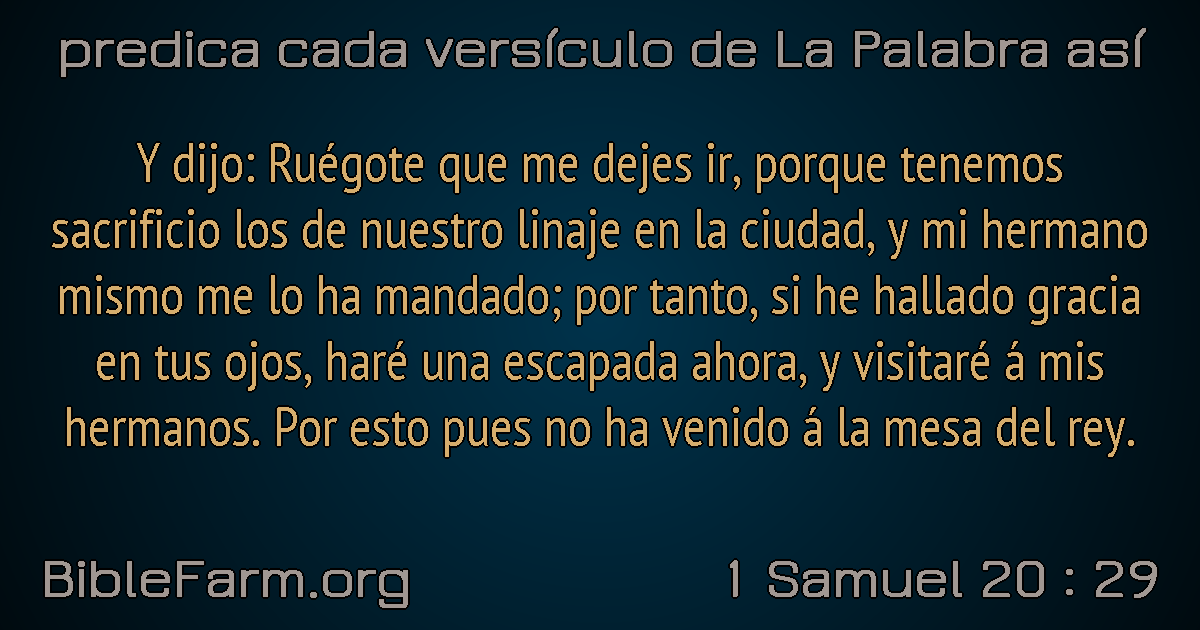 predica cada versículo de La Palabra así
Y dijo: Ruégote que me dejes ir, porque tenemos
sacrificio los de nuestro linaje en la ciudad, y mi hermano
mismo me lo ha mandado; por tanto, si he hallado gracia
en tus ojos, haré una escapada ahora, y visitaré á mis
hermanos. Por esto pues no ha venido á la mesa del rey.
BibleFarm.org
1 Samuel 20 : 29